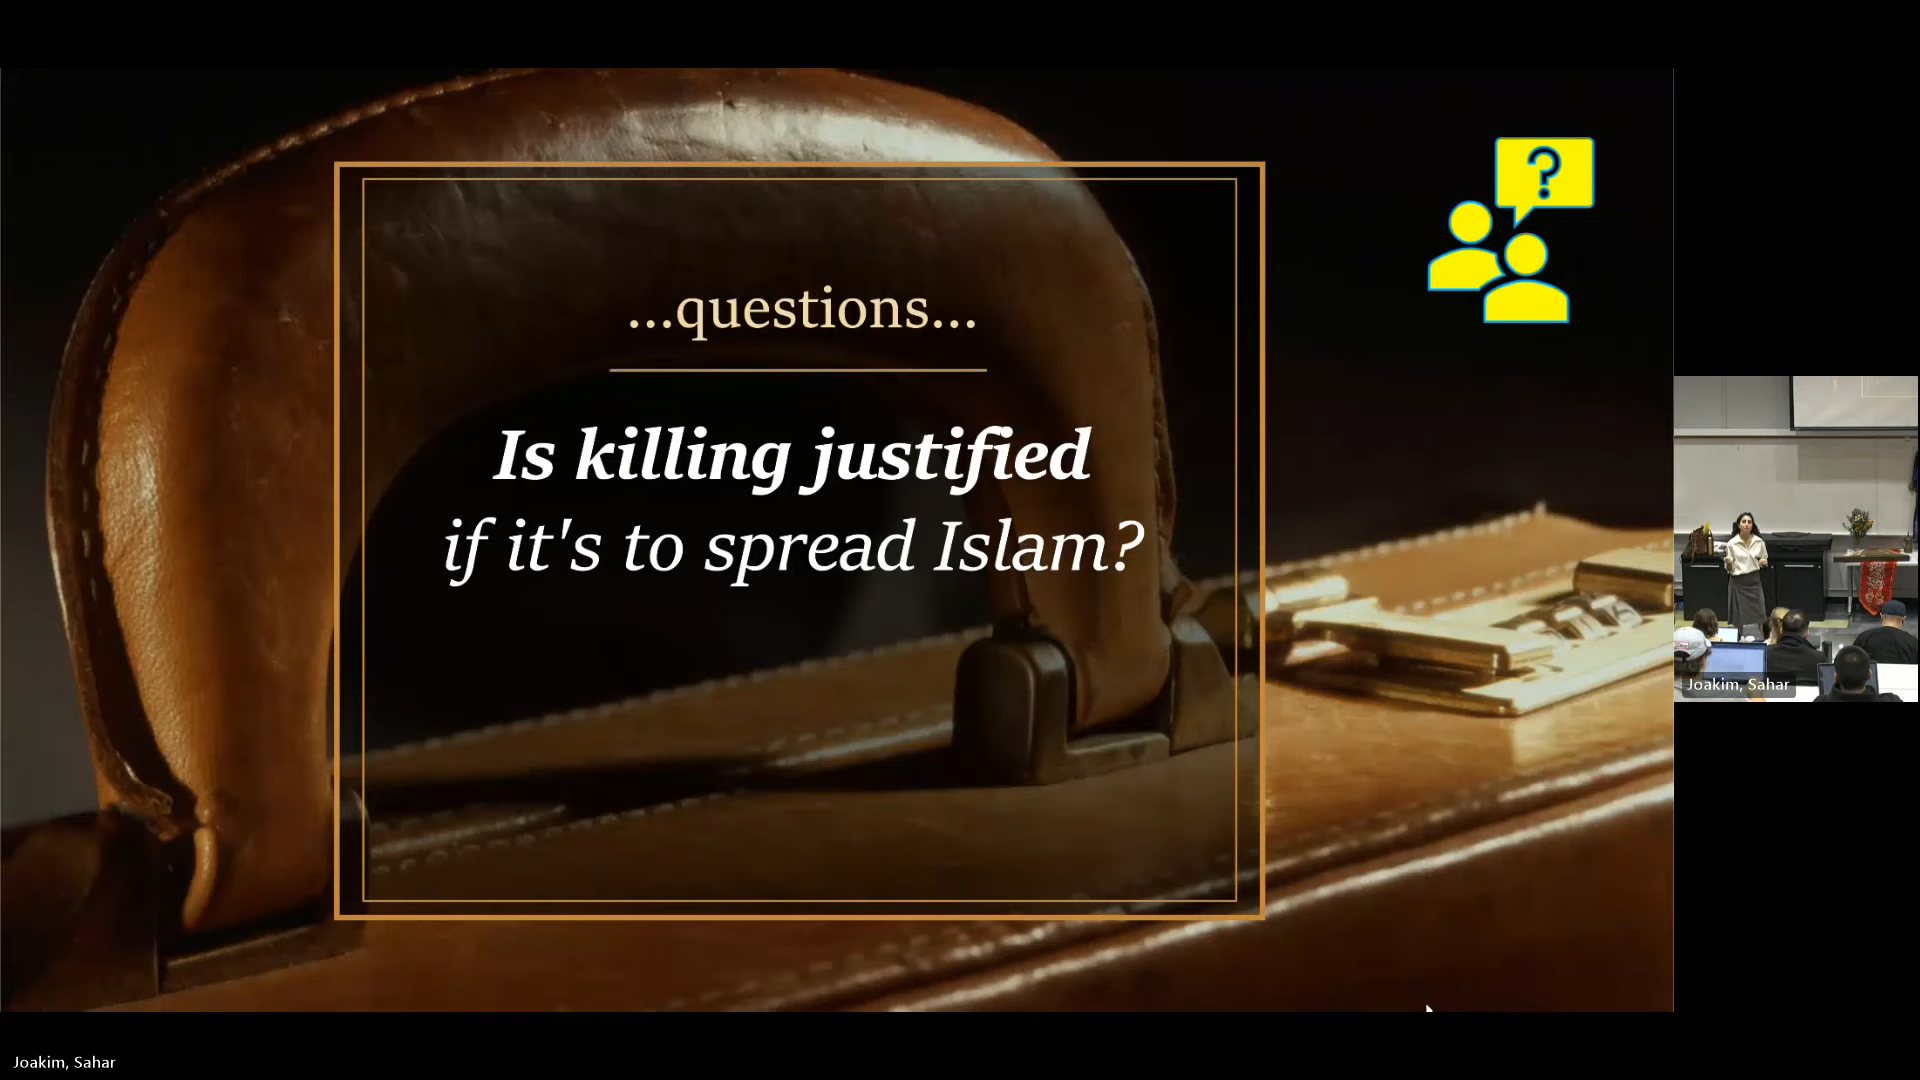 ...questions...
Is killing justified
if it's to spread Islam?
?
Joakim, Sahar
Joakim, Sahar